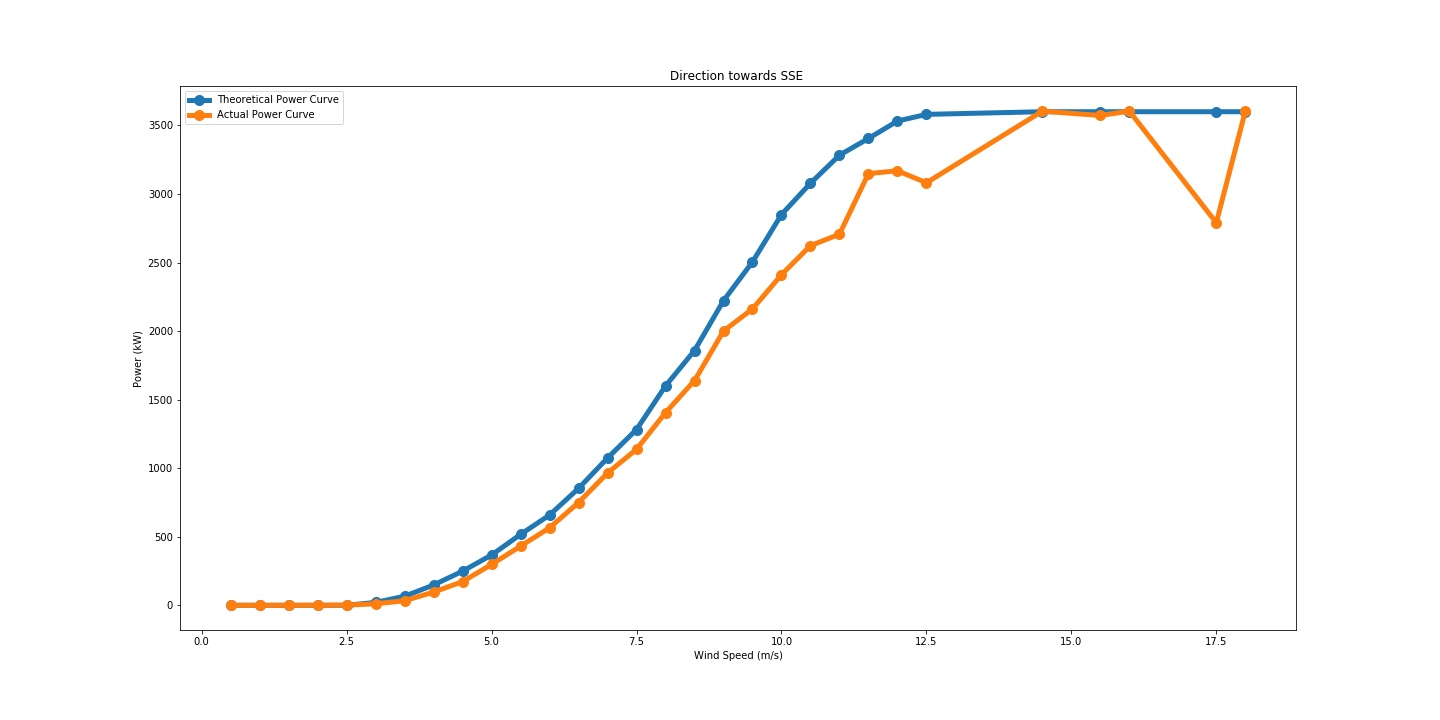 Direction towards SSE
Theoretical Power Curve
Actual Power Curve
3500
3000
2500
2000
1500
1000
500
0
Power (kW)
0.0 2.5 5.0 7.5 10.0 12.5 15.0 17.5
Wind Speed (m/s)